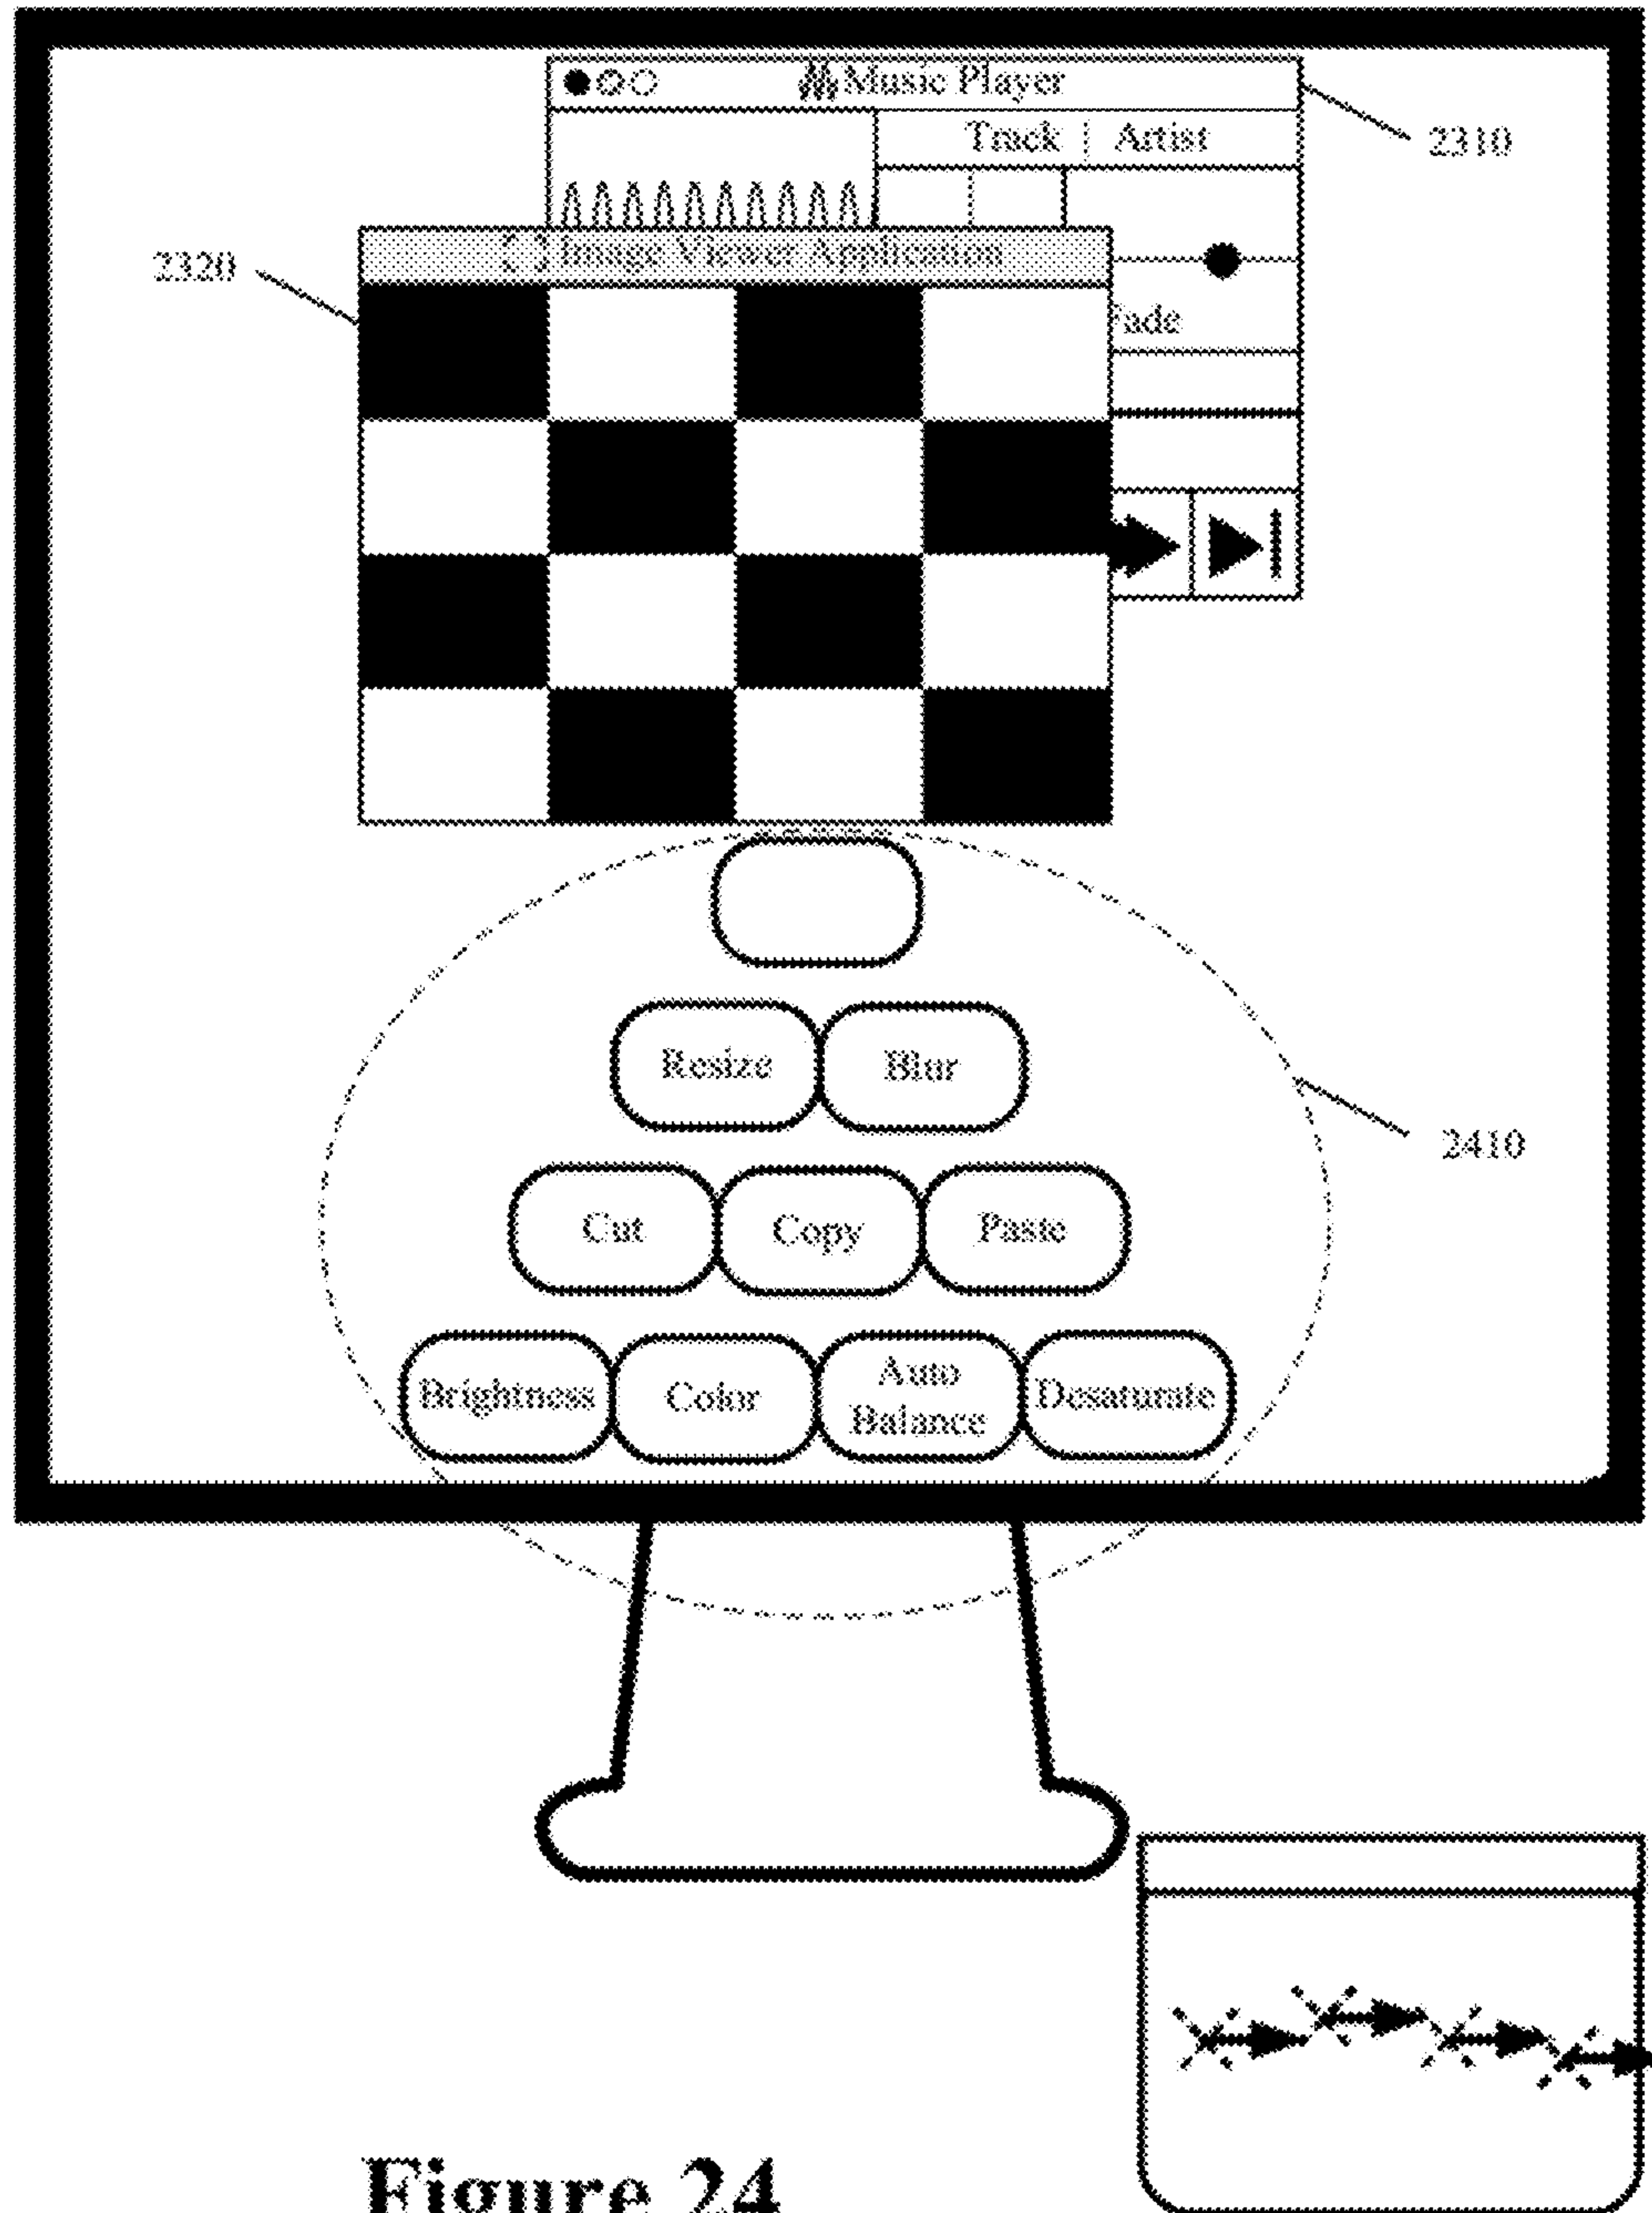 Music Player
Track Artist
2310
2320
Image Viewer Application
Fade
Resize Blur
2410
Cut Copy Paste
Brightness Color Auto Balance Desaturate
Figure 24